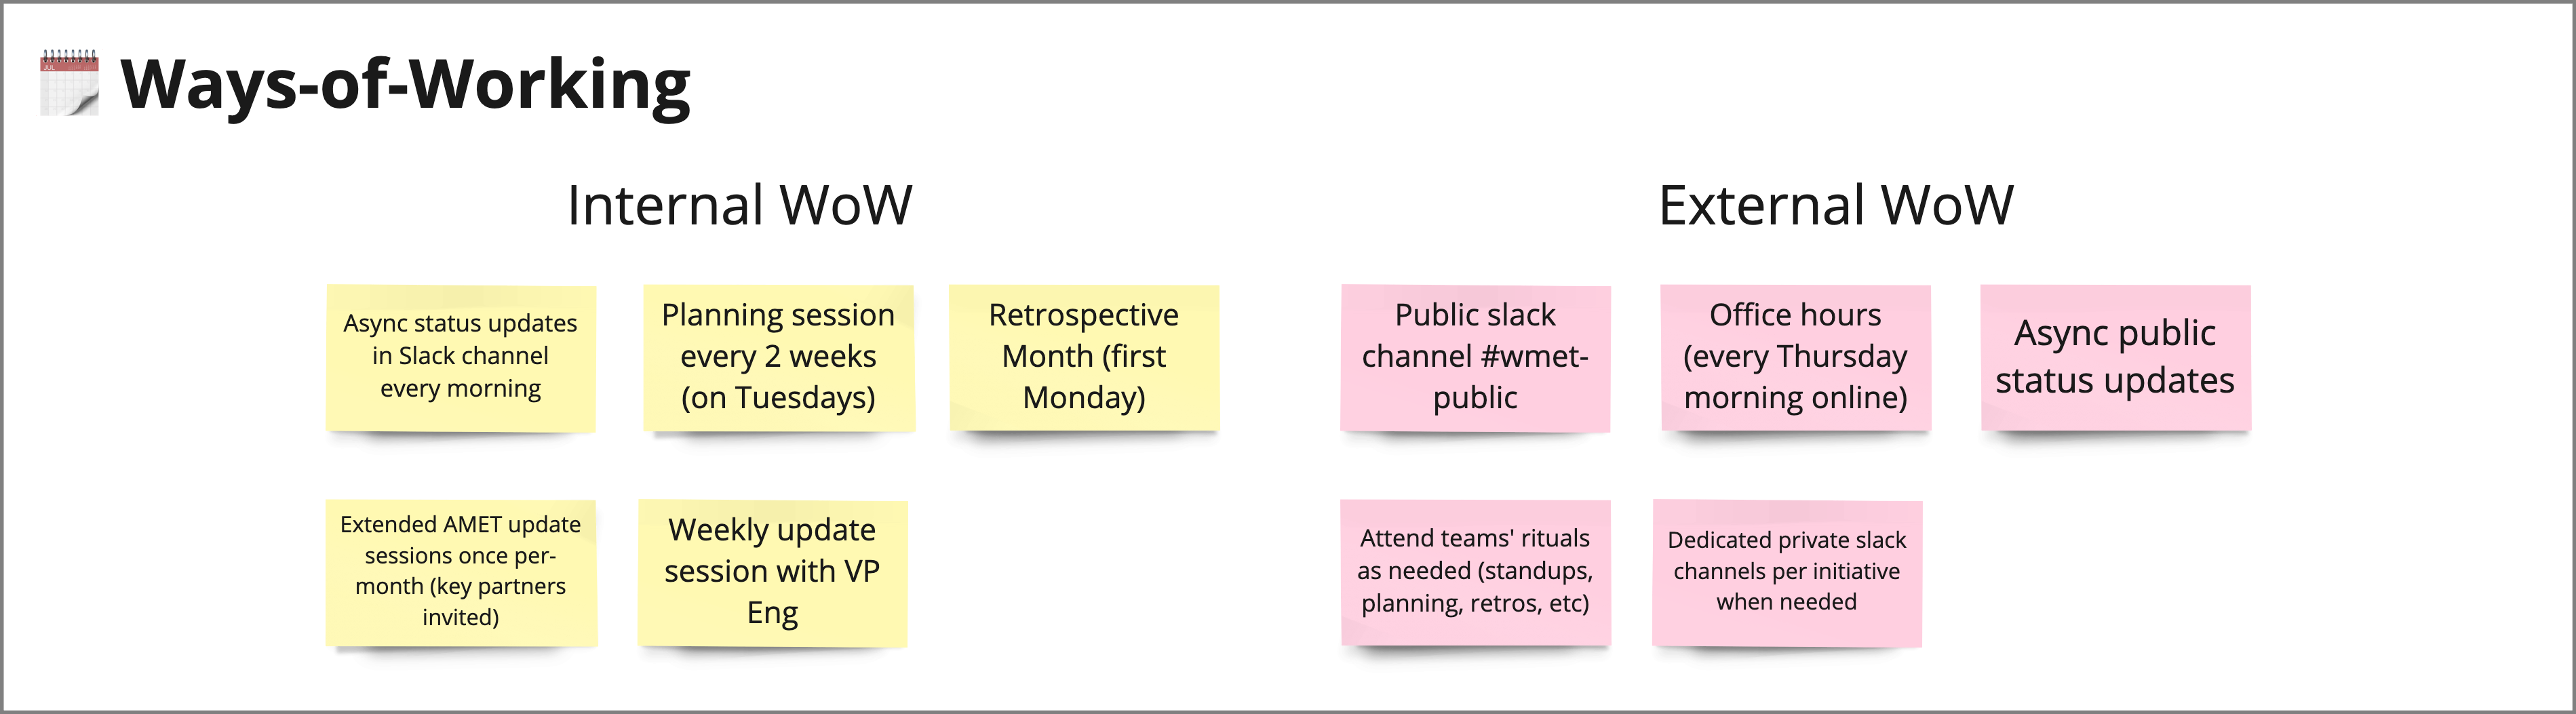 JUL
Ways-of-Working
Internal WoW
Async status updates
in Slack channel
every morning
Planning session
every 2 weeks
(on Tuesdays)
Retrospective
Month (first
Monday)
Extended AMET update
sessions once per-
month (key partners
invited)
Weekly update
session with VP
Eng
External WoW
Public slack
channel #wmet-
public
Office hours
(every Thursday
morning online)
Async public
status updates
Attend teams' rituals
as needed (standups,
planning, retros, etc)
Dedicated private slack
channels per initiative
when needed